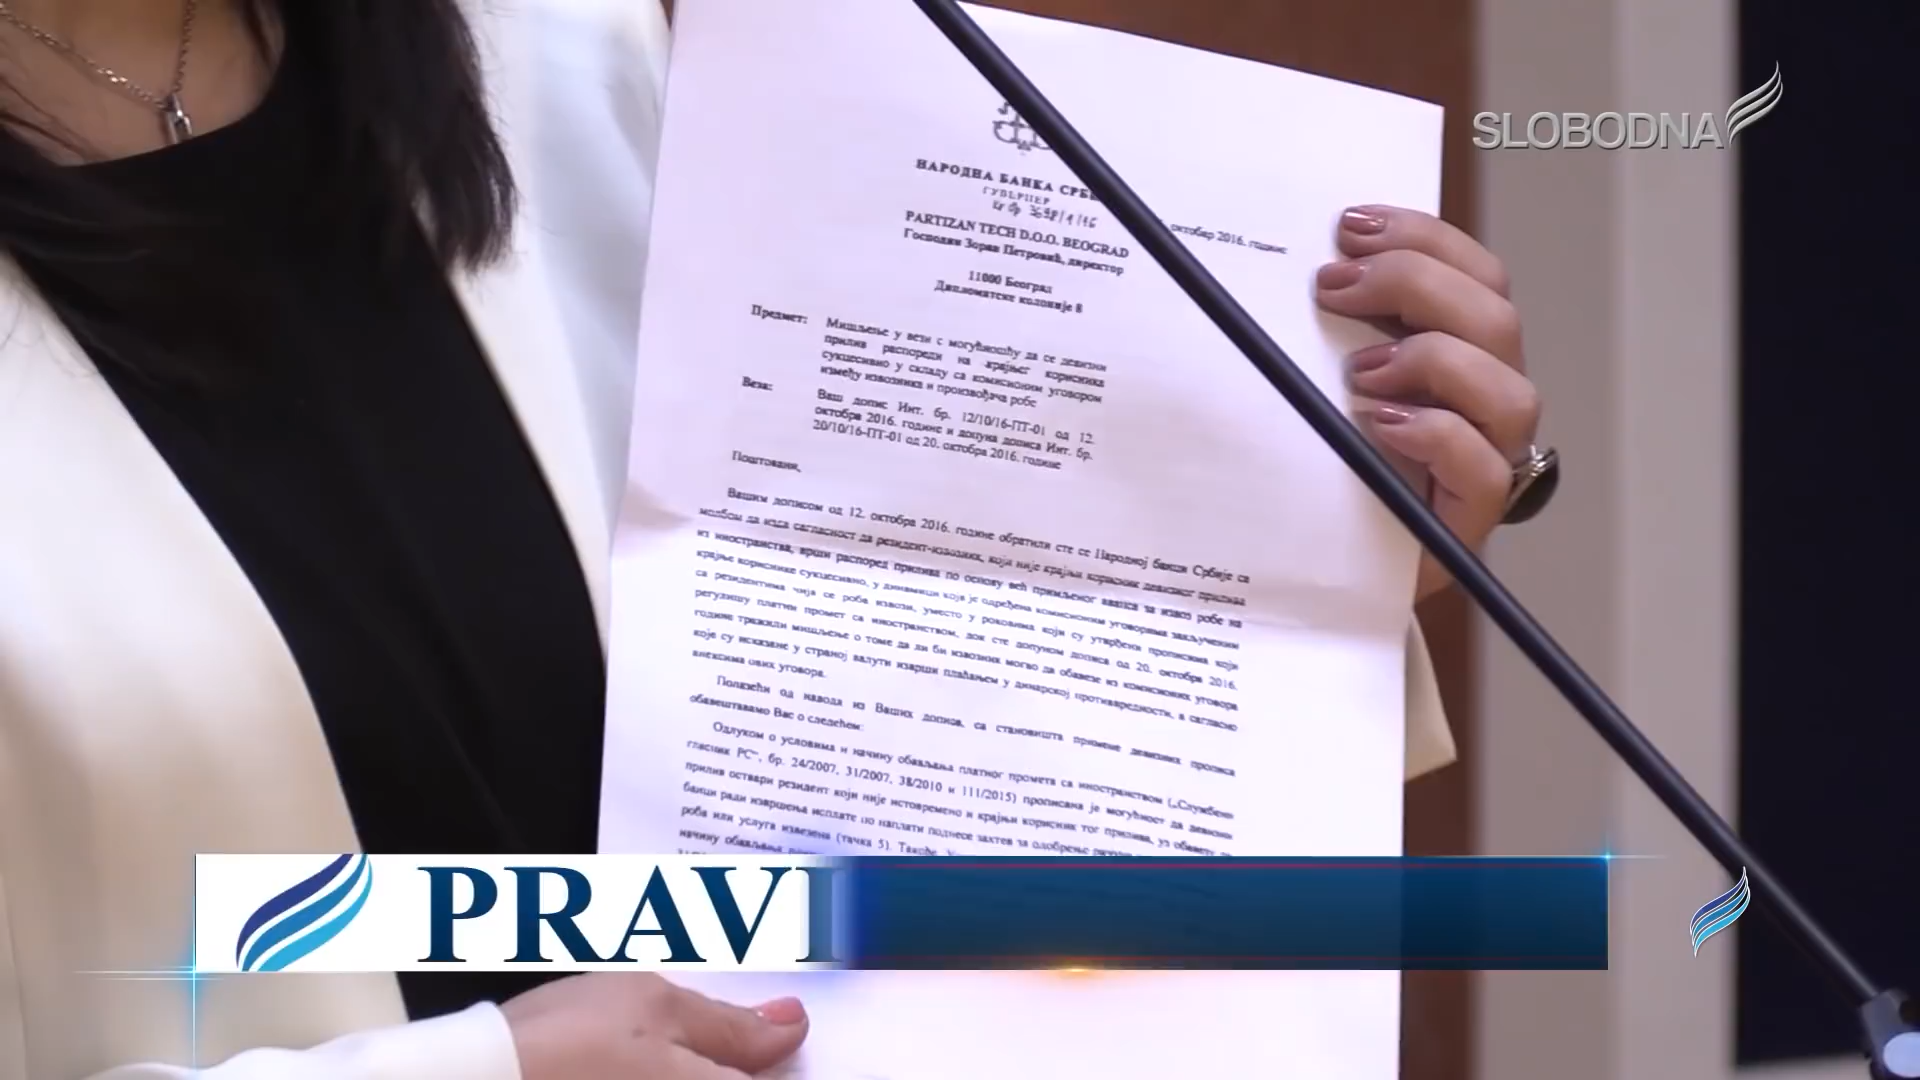 SLOBODNA
НАРОДНА БАНКА СРБ
ГУВЕРНЕР
октобар 2016. године
PARTIZAN TECH D.O.O. BEOGRAD
Господин Зоран Петровић, директор
11000 Београд
Дипломатске колоније 8
Предмет: Мишљење у вези с могућношћу да се девизни
прилив распореди на крајњег корисника
сукцесивно у складу са комисионим уговором
између извозника и произвођача робе
Веза: Ваш допис Инт. бр. 12/10/16-ПТ-01 од 12.
октобра 2016. године и допуна дописа Инт. бр.
20/10/16-ПТ-01 од 20. октобра 2016. године
Поштовани,
Вашим дописом од 12. октобра 2016. године обратили сте се Народној банци Србије са
молбом да изда сагласност да резидент-извозник, који није крајњи корисник девизног прилива
из иностранства, врши распоред прилива по основу већ примљеног аванса за извоз робе на
крајње кориснике сукцесивно, у динамици која је одређена комисионим уговорима закљученим
са резидентима чија се роба извози, уместо у роковима који су утврђени прописима који
регулишу платни промет са иностранством, док сте допуном дописа од 20. октобра 2016.
године тражили мишљење о томе да ли би извозник могао да обавезе из комисионих уговора
које су исказане у страној валути изврши плаћањем у динарској противвредности, а сагласно
анексима ових уговора.
Полазећи од навода из Ваших дописа, са становишта примене девизних прописа
обавештавамо Вас о следећем:
Одлуком о условима и начину обављања платног промета са иностранством („Службени
гласник РС“, бр. 24/2007, 31/2007, 38/2010 и 111/2015) прописана је могућност да девизни
прилив оствари резидент који није истовремено и крајњи корисник тог прилива, уз обавезу
банци ради извршења исплате по наплати поднесе захтев за одобрење
роба или услуга извезена (тачка 5). Такође,
начину обављања
PRAVI